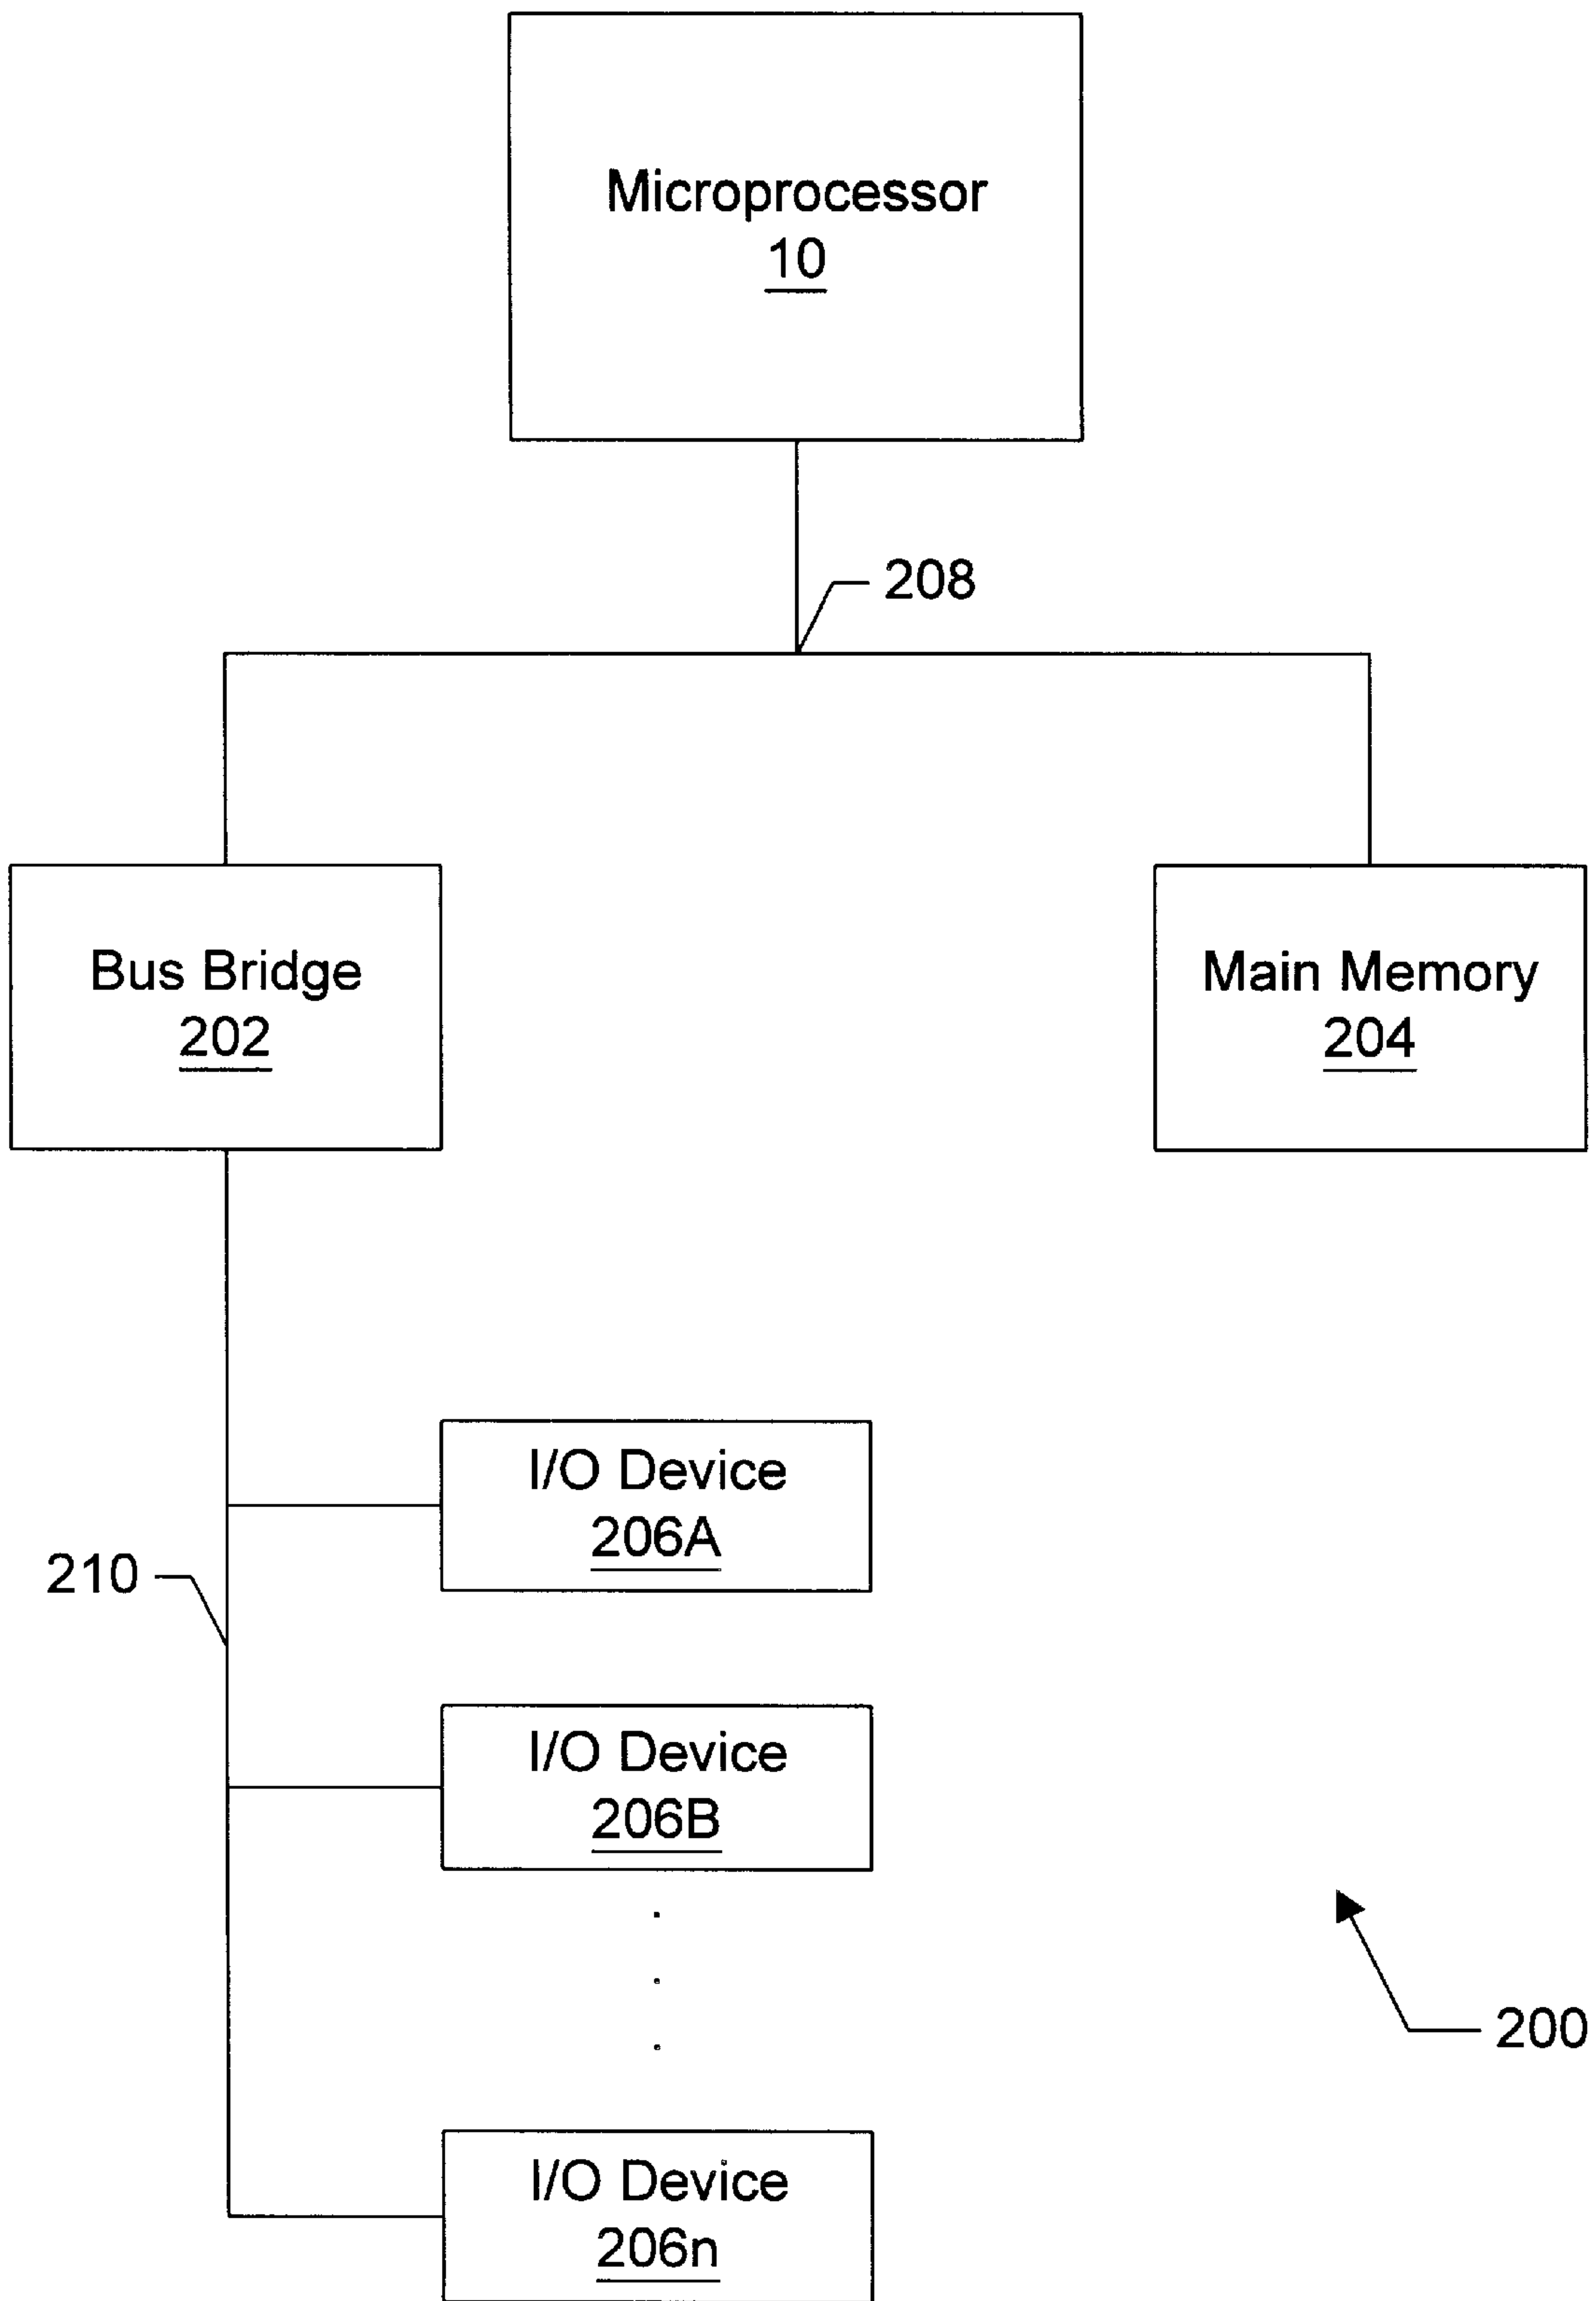 Microprocessor
10
208
Bus Bridge
202
Main Memory
204
I/O Device
206A
210
I/O Device
206B
200
I/O Device
206n